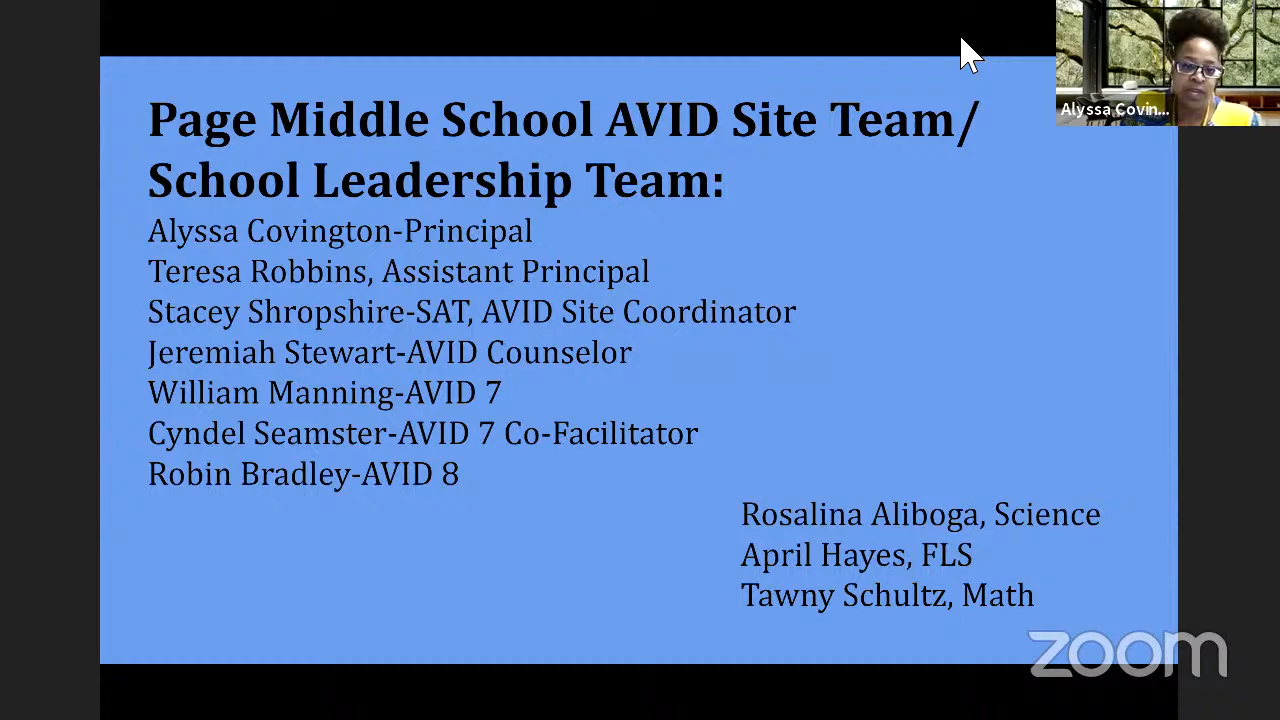 Alyssa Covin...
Page Middle School AVID Site Team/
School Leadership Team:
Alyssa Covington-Principal
Teresa Robbins, Assistant Principal
Stacey Shropshire-SAT, AVID Site Coordinator
Jeremiah Stewart-AVID Counselor
William Manning-AVID 7
Cyndel Seamster-AVID 7 Co-Facilitator
Robin Bradley-AVID 8
Rosalina Aliboga, Science
April Hayes, FLS
Tawny Schultz, Math
zoom